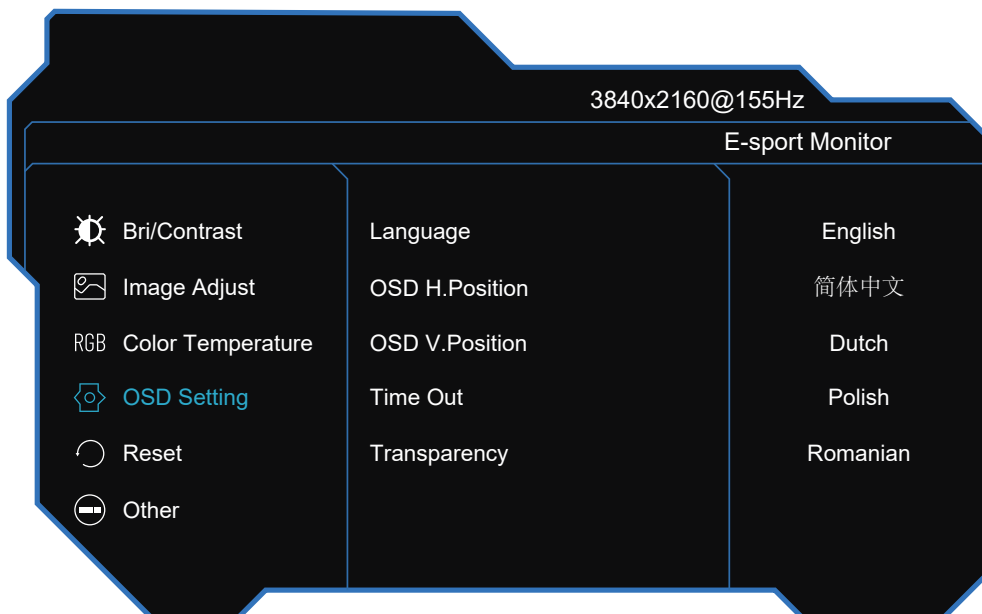 3840x2160@155Hz
E-sport Monitor
Bri/Contrast
Image Adjust
RGB Color Temperature
OSD Setting
Reset
Other
Language
OSD H.Position
OSD V.Position
Time Out
Transparency
English
简体中文
Dutch
Polish
Romanian